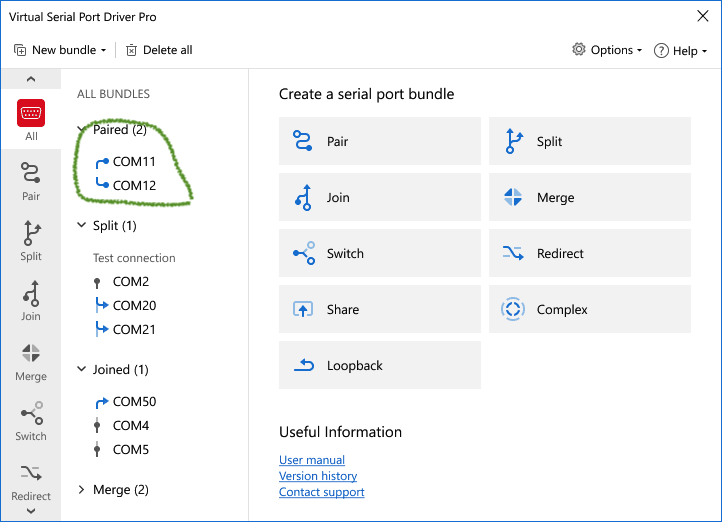 Virtual Serial Port Driver Pro
New bundle
Delete all
Options
Help
All
Pair
Split
Join
Merge
Switch
Redirect
ALL BUNDLES
Paired (2)
COM11
COM12
Split (1)
Test connection
COM2
COM20
COM21
Joined (1)
COM50
COM4
COM5
Merge (2)
Create a serial port bundle
Pair
Split
Join
Merge
Switch
Redirect
Share
Complex
Loopback
Useful Information
User manual
Version history
Contact support